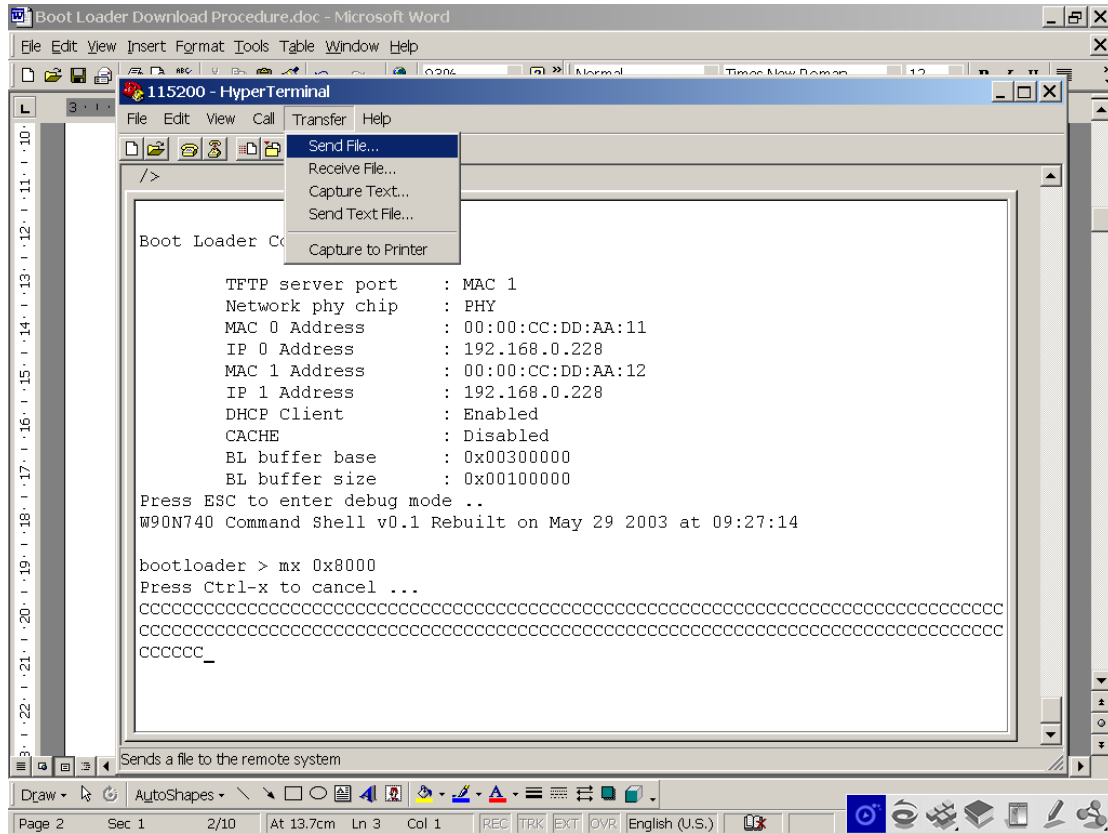 Boot Loader Download Procedure.doc - Microsoft Word
File Edit View Insert Format Tools Table Window Help
115200 - HyperTerminal
File Edit View Call Transfer Help
Send File...
Receive File...
Capture Text...
Send Text File...
Capture to Printer
/>
Boot Loader
TFTP server port : MAC 1
Network phy chip : PHY
MAC 0 Address : 00:00:CC:DD:AA:11
IP 0 Address : 192.168.0.228
MAC 1 Address : 00:00:CC:DD:AA:12
IP 1 Address : 192.168.0.228
DHCP Client : Enabled
CACHE : Disabled
BL buffer base : 0x00300000
BL buffer size : 0x00100000
Press ESC to enter debug mode ..
W90N740 Command Shell v0.1 Rebuilt on May 29 2003 at 09:27:14
bootloader > mx 0x8000
Press Ctrl-x to cancel ...
CCCCCCCCCCCCCCCCCCCCCCCCCCCCCCCCCCCCCCCCCCCCCCCCCCCCCCCCCCCCCCCCCCCCCCCCCCCCCCCC
CCCCCCCCCCCCCCCCCCCCCCCCCCCCCCCCCCCCCCCCCCCCCCCCCCCCCCCCCCCCCCCCCCCCCCCCCCCCCCCC
CCCCCC_
Sends a file to the remote system
Draw AutoShapes
Page 2 Sec 1 2/10 At 13.7cm Ln 3 Col 1 REC TRK EXT OVR English (U.S.)